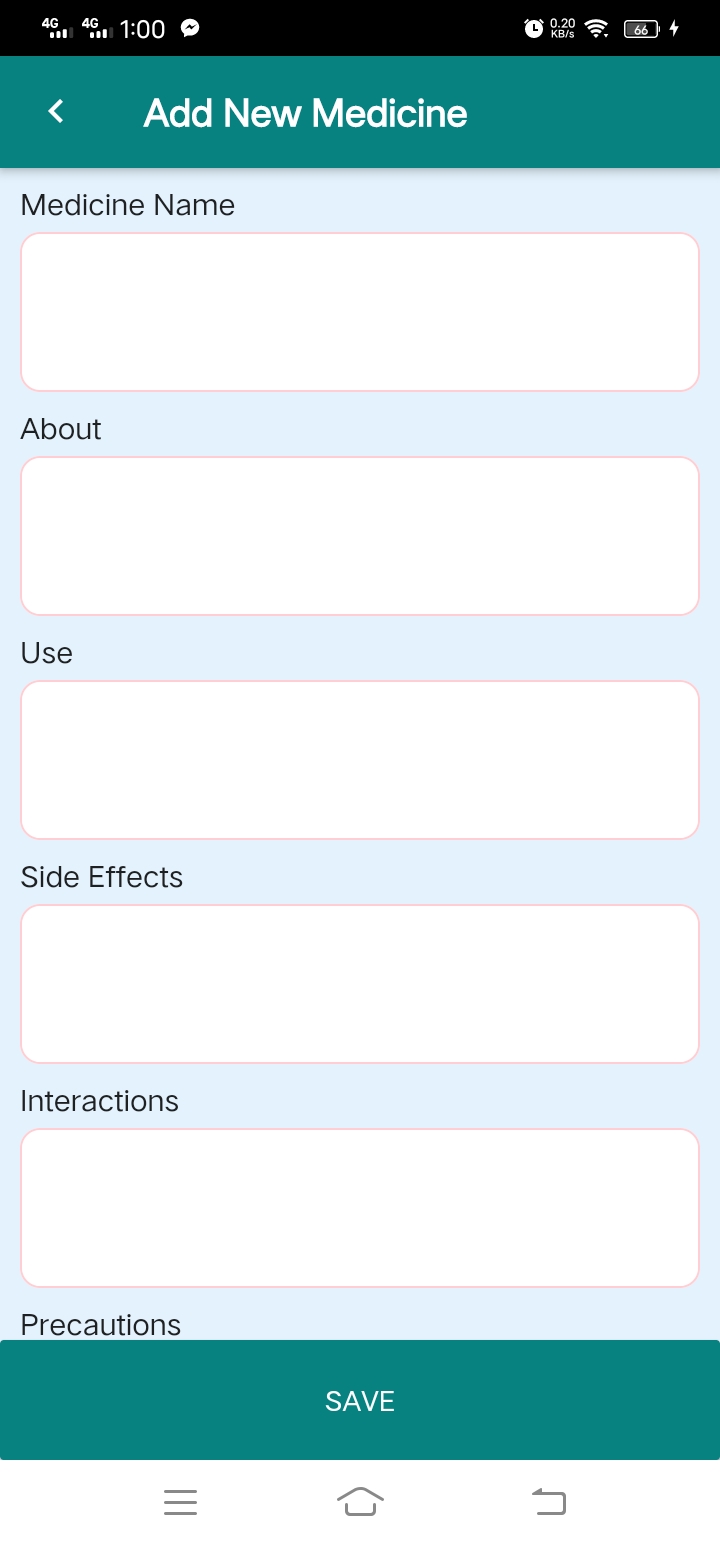 4G 4G 1:00 0.20 KB/s 66
Add New Medicine
Medicine Name
About
Use
Side Effects
Interactions
Precautions
SAVE